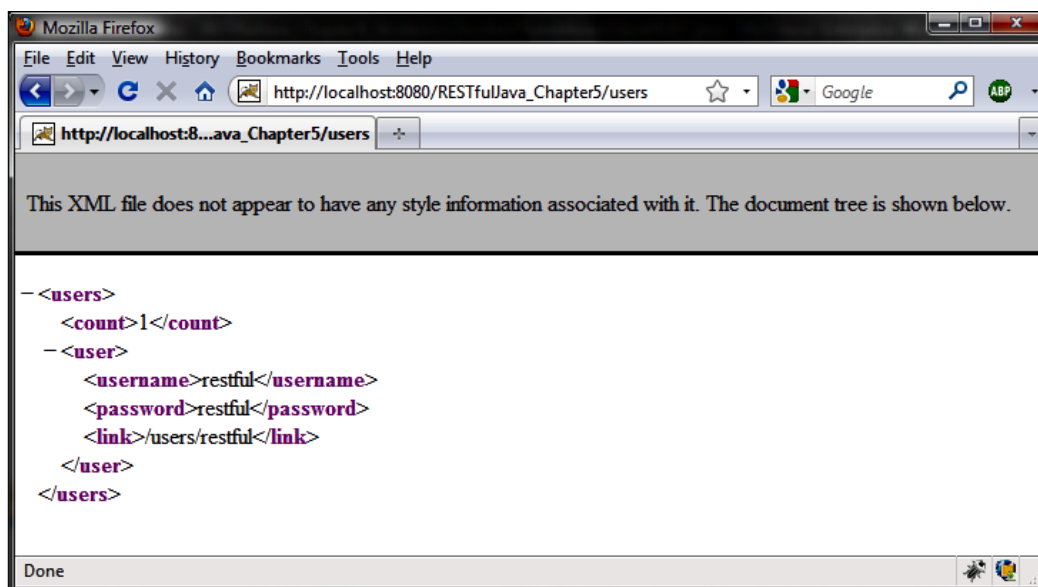 Mozilla Firefox
File Edit View History Bookmarks Tools Help
http://localhost:8080/RESTfulJava_Chapter5/users
Google
ABP
http://localhost:8...ava_Chapter5/users
This XML file does not appear to have any style information associated with it. The document tree is shown below.
− <users>
<count>1</count>
− <user>
<username>restful</username>
<password>restful</password>
<link>/users/restful</link>
</user>
</users>
Done